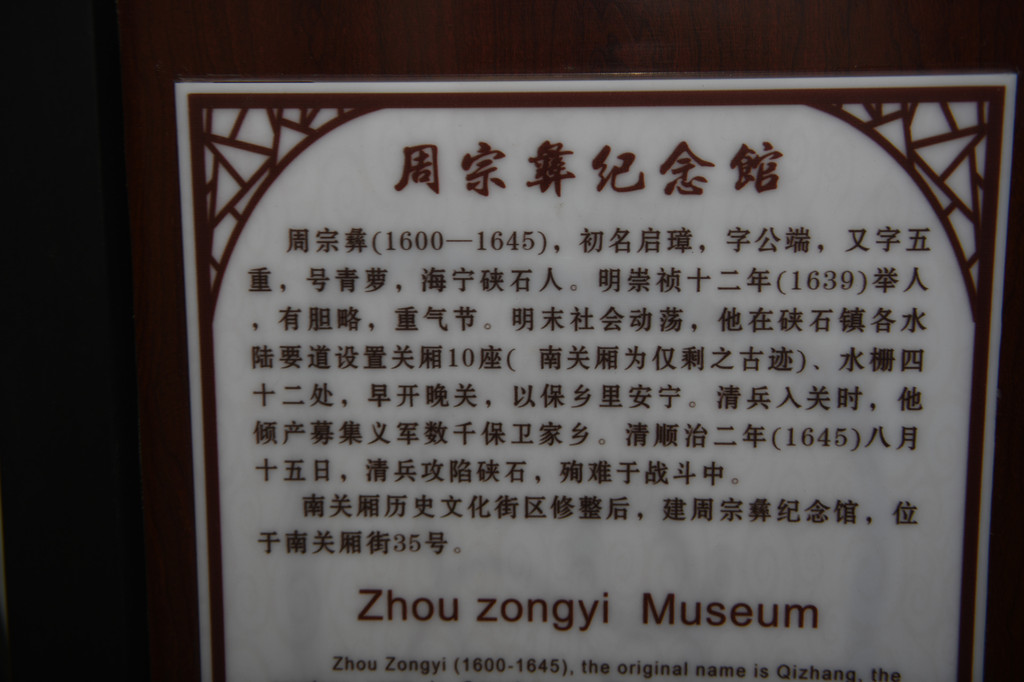 周宗彝纪念馆
周宗彝(1600—1645)，初名启璋，字公端，又字五
重，号青萝，海宁硖石人。明崇祯十二年(1639)举人
，有胆略，重气节。明末社会动荡，他在硖石镇各水
陆要道设置关厢10座( 南关厢为仅剩之古迹)、水栅四
十二处，早开晚关，以保乡里安宁。清兵入关时，他
倾产募集义军数千保卫家乡。清顺治二年(1645)八月
十五日，清兵攻陷硖石，殉难于战斗中。
南关厢历史文化街区修整后，建周宗彝纪念馆，位
于南关厢街35号。
Zhou zongyi Museum
Zhou Zongyi (1600-1645), the original name is Qizhang, the